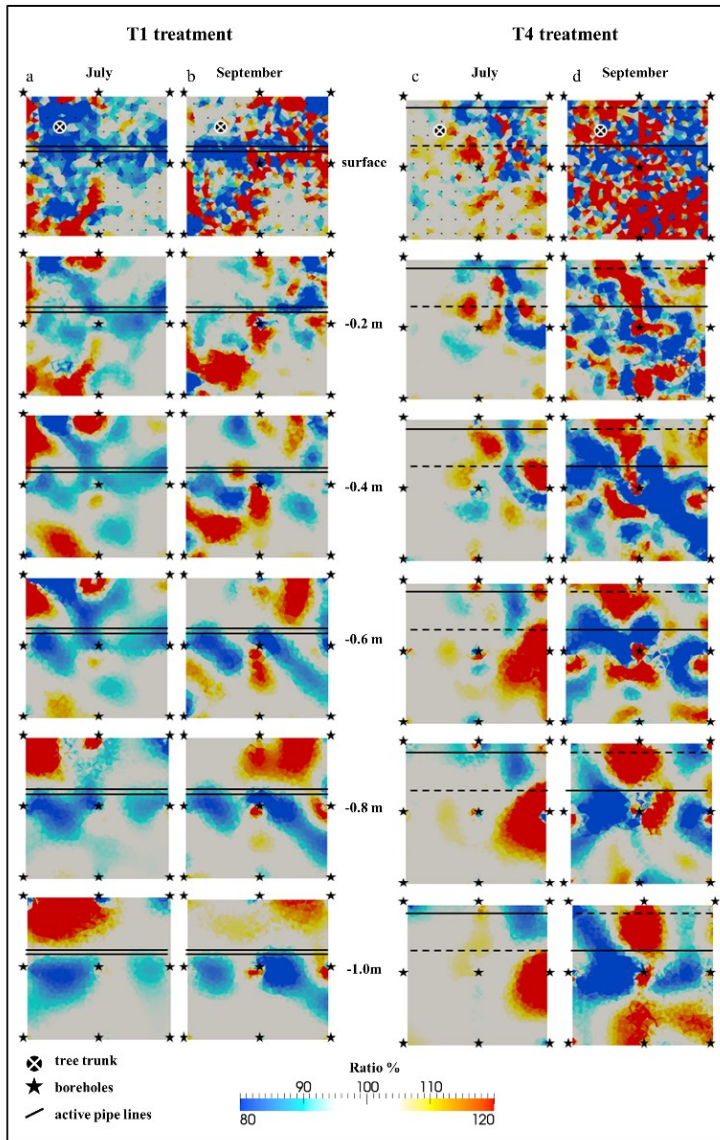 T1 treatment T4 treatment
a July b September c July d September
surface
-0.2 m
-0.4 m
-0.6 m
-0.8 m
-1.0m
tree trunk
boreholes
active pipe lines
Ratio %
90 100 110
80 120